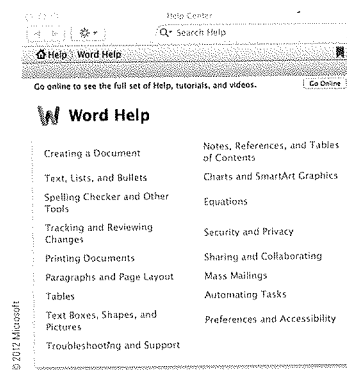 Help Center
Search Help
Help Word Help
Go online to see the full set of Help, tutorials, and videos.
Go Online
Word Help
Creating a Document
Text, Lists, and Bullets
Spelling Checker and Other
Tools
Tracking and Reviewing
Changes
Printing Documents
Paragraphs and Page Layout
Tables
Text Boxes, Shapes, and
Pictures
Troubleshooting and Support
Notes, References, and Tables
of Contents
Charts and SmartArt Graphics
Equations
Security and Privacy
Sharing and Collaborating
Mass Mailings
Automating Tasks
Preferences and Accessibility
© 2012 Microsoft